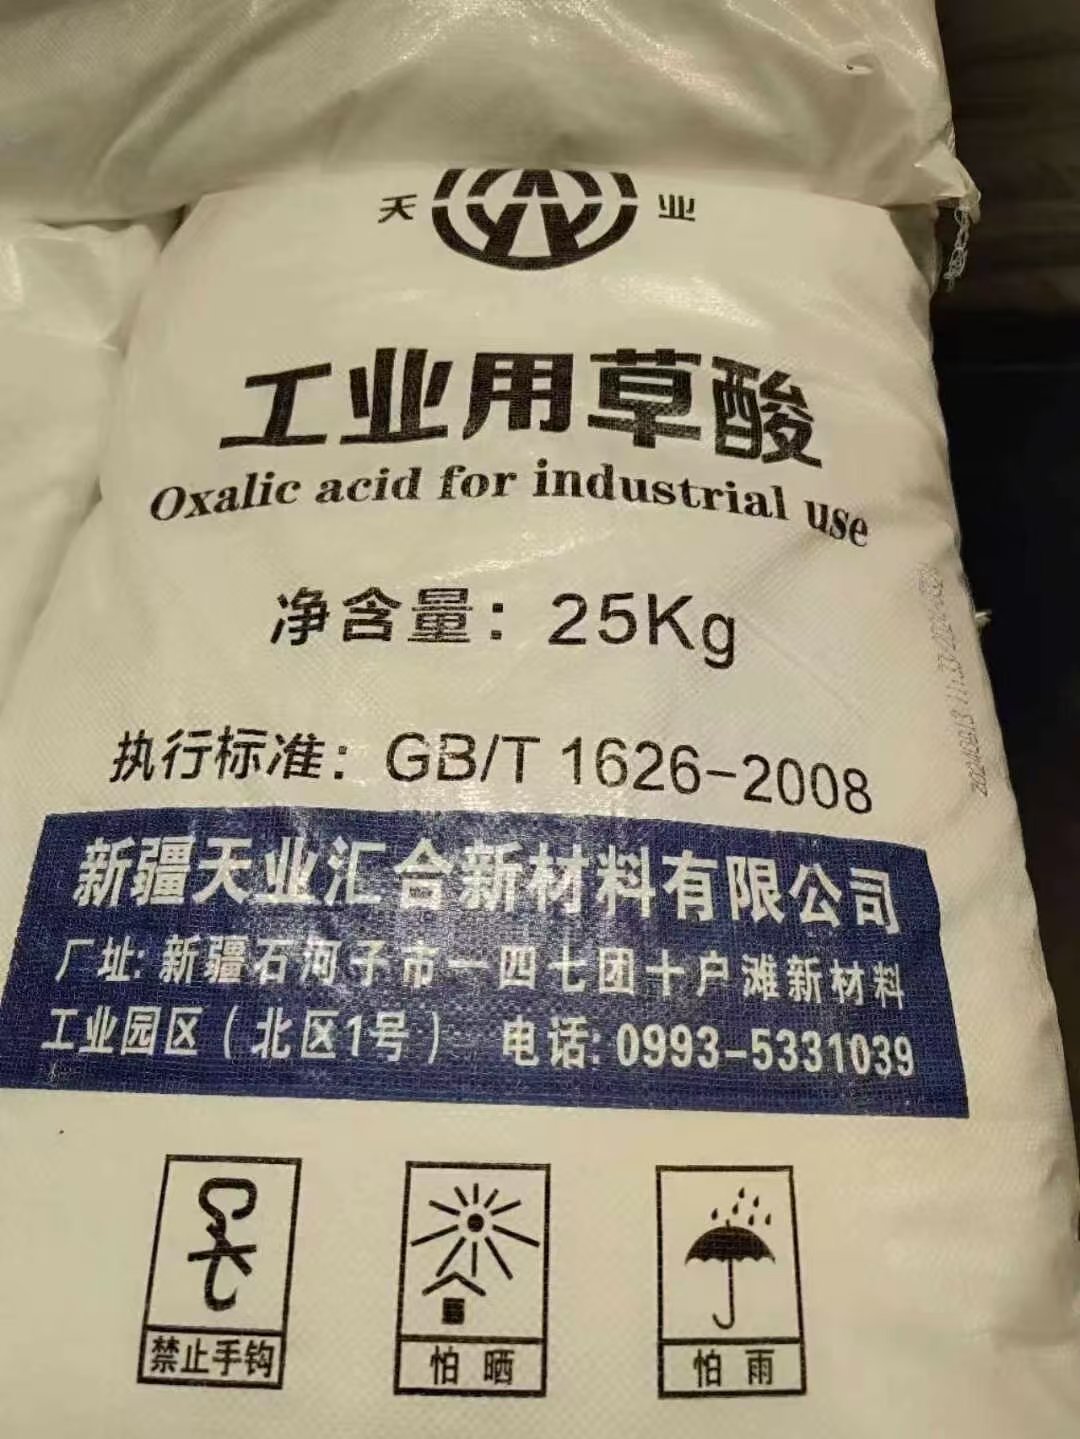 天 业
工业用草酸
Oxalic acid for industrial use
净含量：25Kg
执行标准：GB/T 1626-2008
新疆天业汇合新材料有限公司
厂址：新疆石河子市一四七团十户滩新材料
工业园区（北区1号） 电话：0993-5331039
禁止手钩
怕 晒
怕 雨